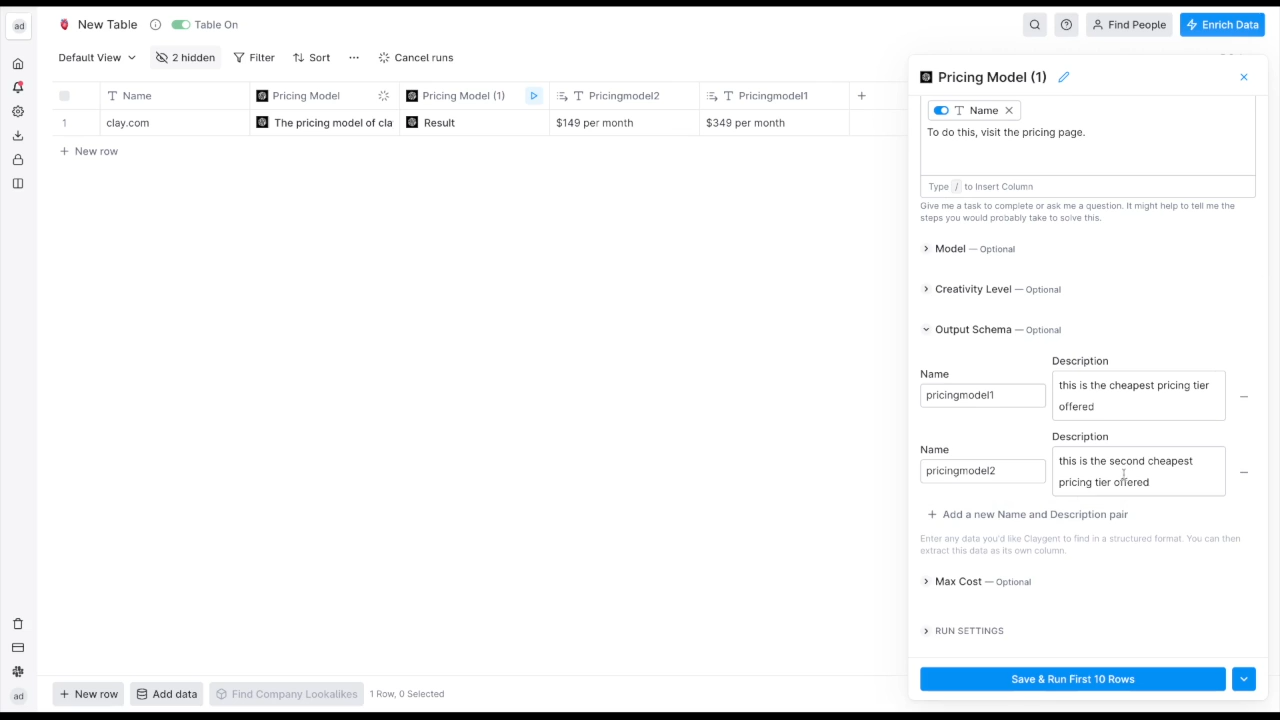 ad
New Table
Table On
Find People
Enrich Data
Default View
2 hidden
Filter
Sort
Cancel runs
Name
Pricing Model
Pricing Model (1)
Pricingmodel2
Pricingmodel1
1
clay.com
The pricing model of cla
Result
$149 per month
$349 per month
+ New row
Pricing Model (1)
Name
To do this, visit the pricing page.
Type / to Insert Column
Give me a task to complete or ask me a question. It might help to tell me the
steps you would probably take to solve this.
Model — Optional
Creativity Level — Optional
Output Schema — Optional
Name
Description
pricingmodel1
this is the cheapest pricing tier
offered
Name
Description
pricingmodel2
this is the second cheapest
pricing tier offered
+ Add a new Name and Description pair
Enter any data you'd like Claygent to find in a structured format. You can then
extract this data as its own column.
Max Cost — Optional
RUN SETTINGS
Save & Run First 10 Rows
ad
+ New row
Add data
Find Company Lookalikes
1 Row, 0 Selected